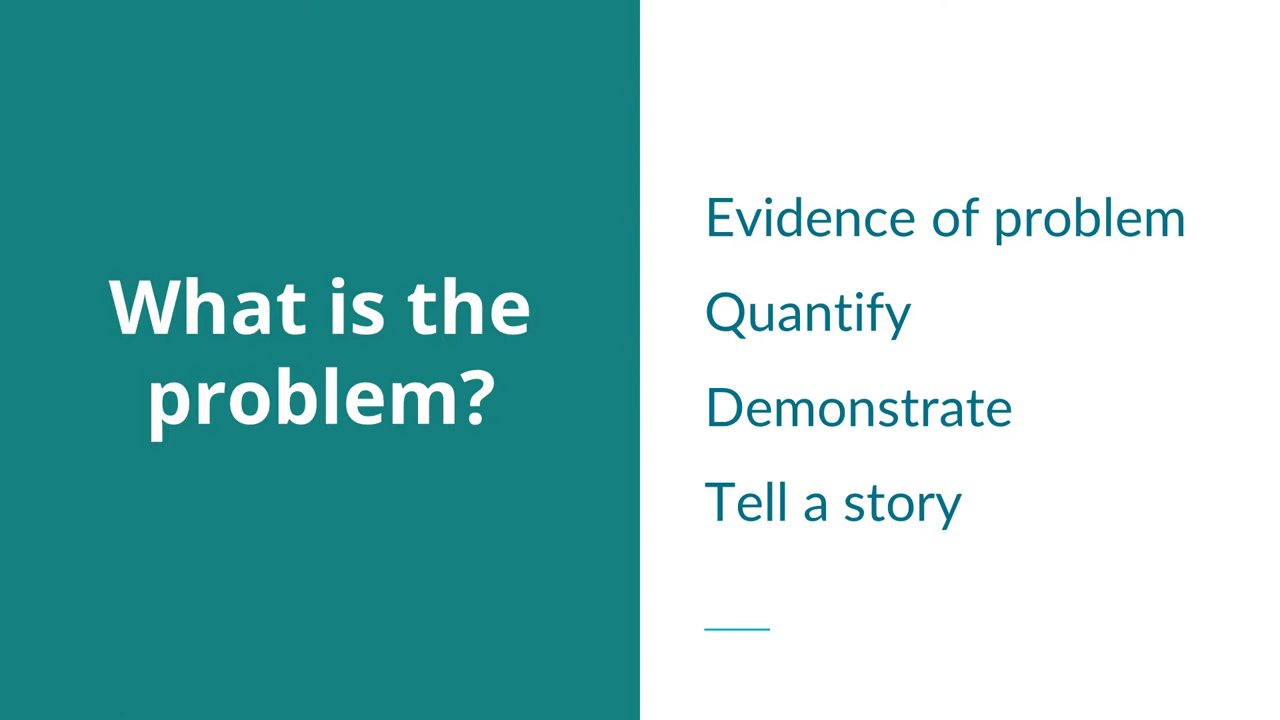 What is the
problem?
Evidence of problem
Quantify
Demonstrate
Tell a story